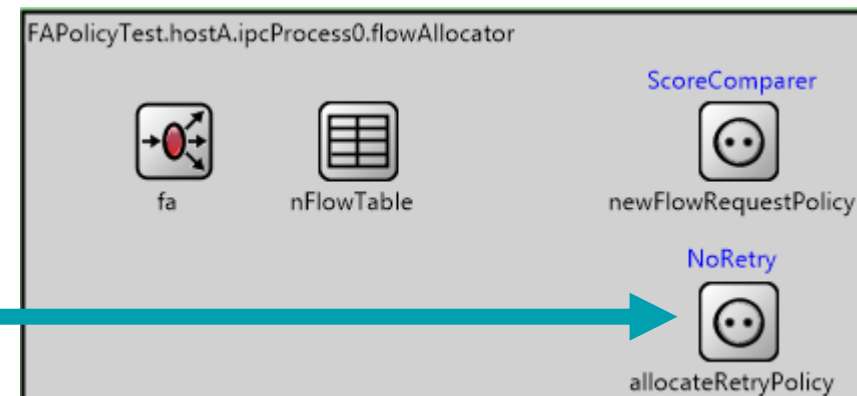 FAPolicyTest.hostA.ipcProcess0.flowAllocator
ScoreComparer
fa
nFlowTable
newFlowRequestPolicy
NoRetry
allocateRetryPolicy